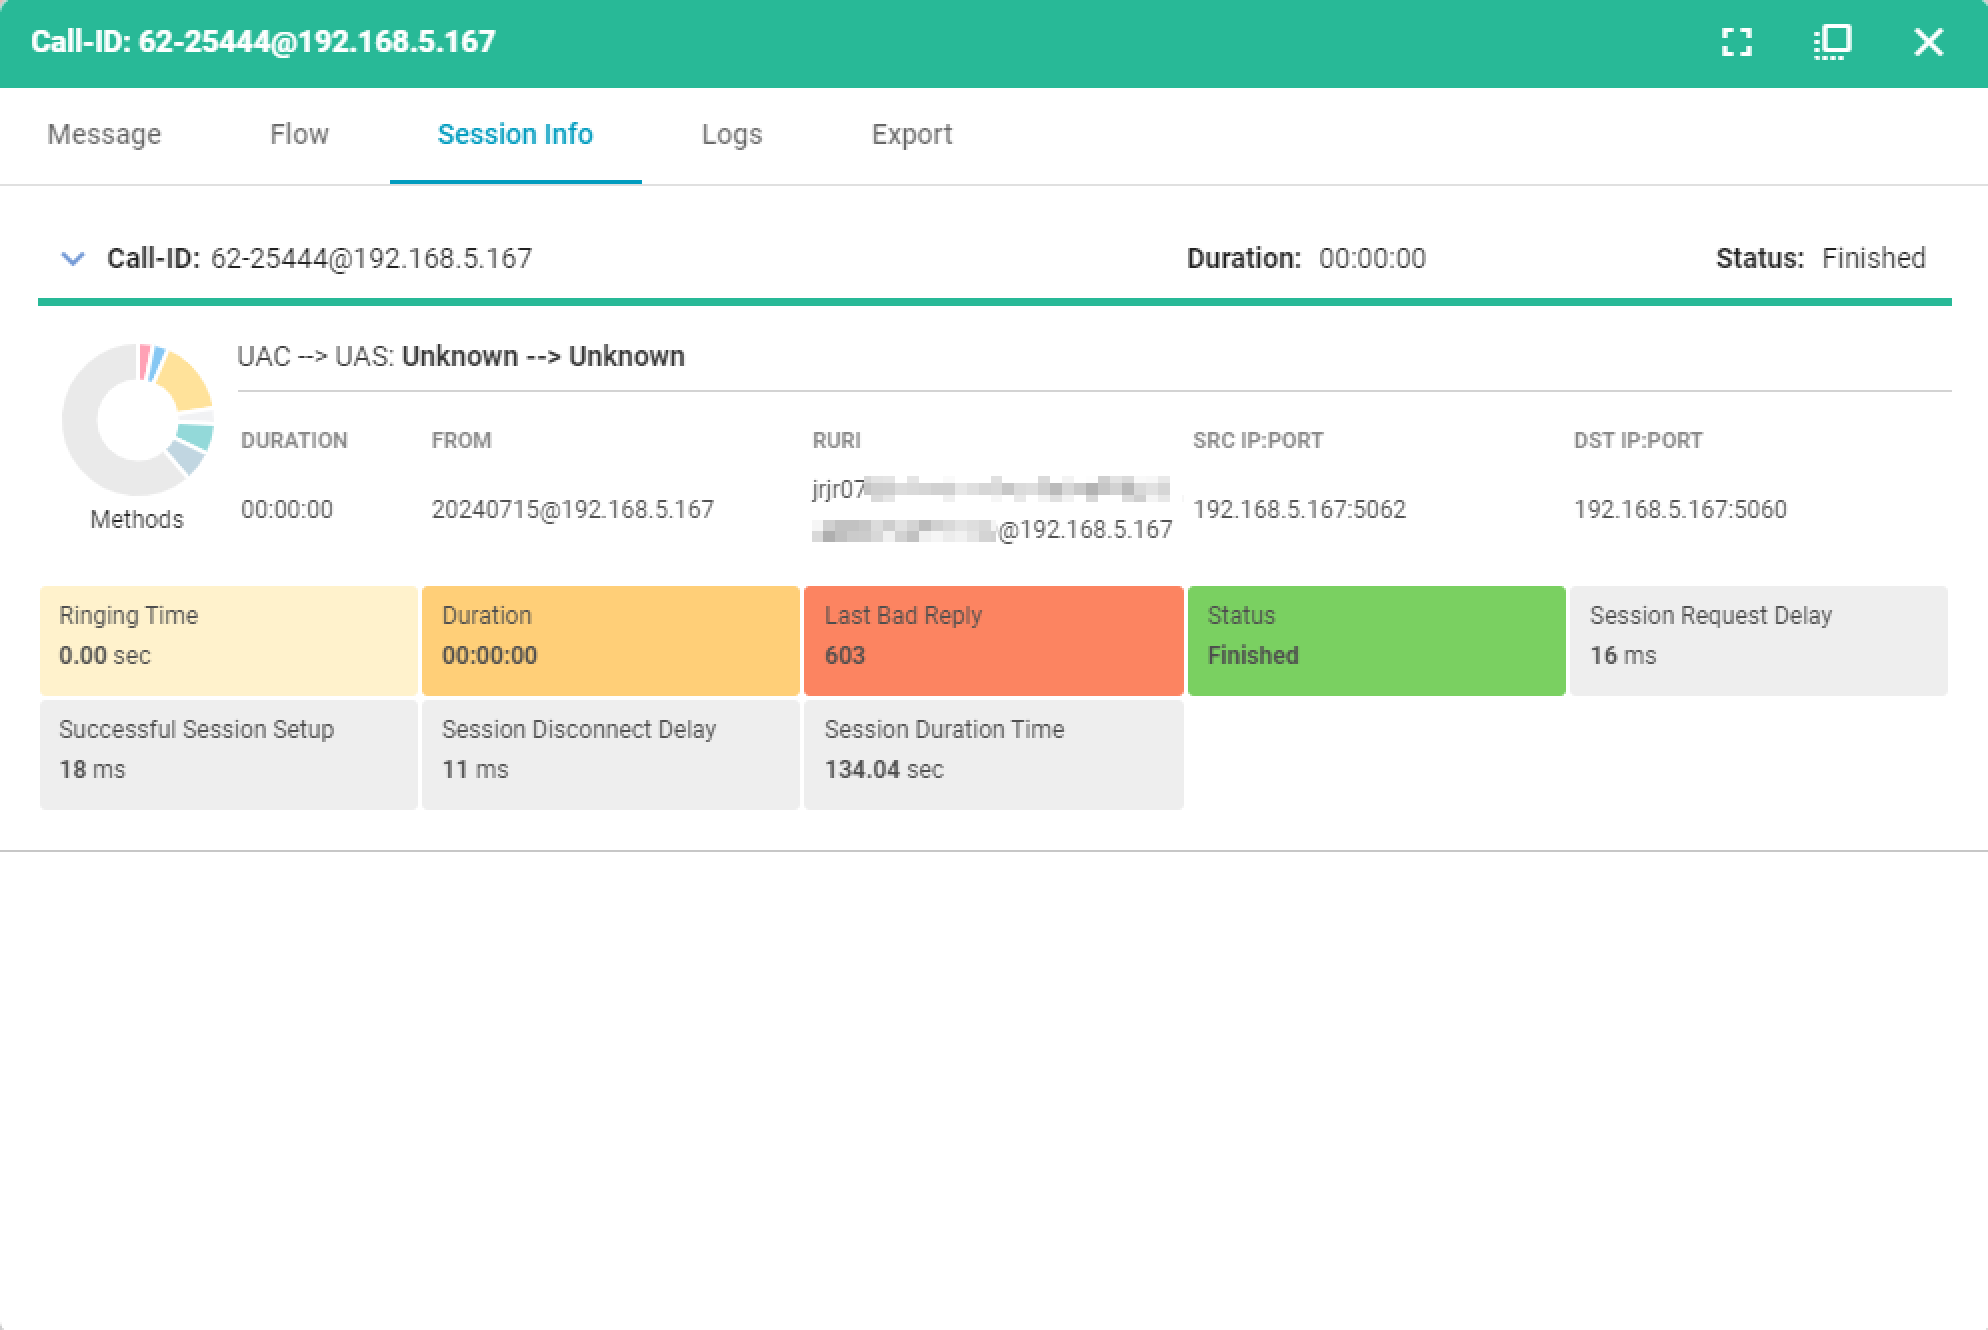 Call-ID: 62-25444@192.168.5.167
Message Flow Session Info Logs Export
Call-ID: 62-25444@192.168.5.167 Duration: 00:00:00 Status: Finished
UAC --> UAS: Unknown --> Unknown
Methods
DURATION FROM RURI SRC IP:PORT DST IP:PORT
00:00:00 20240715@192.168.5.167 jrjr07 192.168.5.167:5062 192.168.5.167:5060
@192.168.5.167
Ringing Time Duration Last Bad Reply Status Session Request Delay
0.00 sec 00:00:00 603 Finished 16 ms
Successful Session Setup Session Disconnect Delay Session Duration Time
18 ms 11 ms 134.04 sec